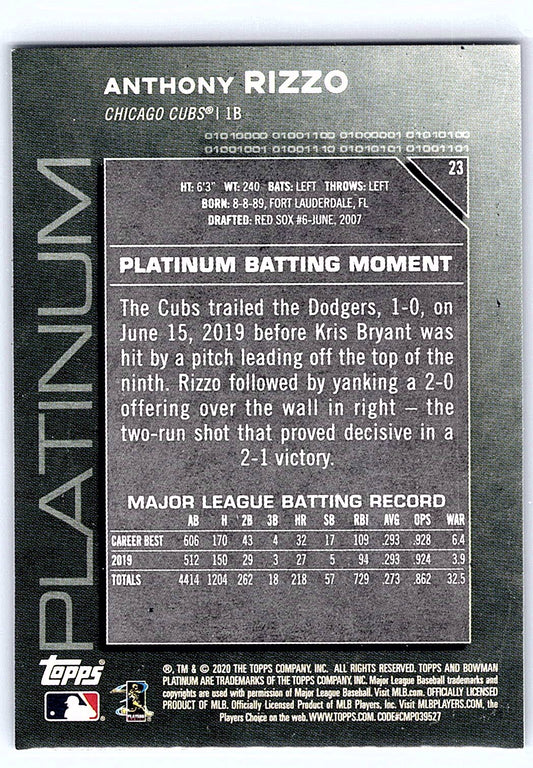 ANTHONY RIZZO
CHICAGO CUBS® | 1B
01010000 01001100 01000001 01010100
01001001 01001110 01010101 01001101
23
PLATINUM
HT: 6'3" WT: 240 BATS: LEFT THROWS: LEFT
BORN: 8-8-89, FORT LAUDERDALE, FL
DRAFTED: RED SOX #6-JUNE, 2007
PLATINUM BATTING MOMENT
The Cubs trailed the Dodgers, 1-0, on
June 15, 2019 before Kris Bryant was
hit by a pitch leading off the top of the
ninth. Rizzo followed by yanking a 2-0
offering over the wall in right – the
two-run shot that proved decisive in a
2-1 victory.
MAJOR LEAGUE BATTING RECORD
AB H 2B 3B HR SB RBI AVG OPS WAR
CAREER BEST 606 170 43 4 32 17 109 .293 .928 6.4
2019 512 150 29 3 27 5 94 .293 .924 3.9
TOTALS 4414 1204 262 18 218 57 729 .273 .862 32.5
Topps
®, TM & © 2020 THE TOPPS COMPANY, INC. ALL RIGHTS RESERVED. TOPPS AND BOWMAN
PLATINUM ARE TRADEMARKS OF THE TOPPS COMPANY, INC. Major League Baseball trademarks and
copyrights are used with permission of Major League Baseball. Visit MLB.com. OFFICIALLY LICENSED
PRODUCT OF MLB. Officially Licensed Product of MLB Players, Inc. Visit MLBPLAYERS.COM, the
Players Choice on the web. WWW.TOPPS.COM. CODE#CMP039527